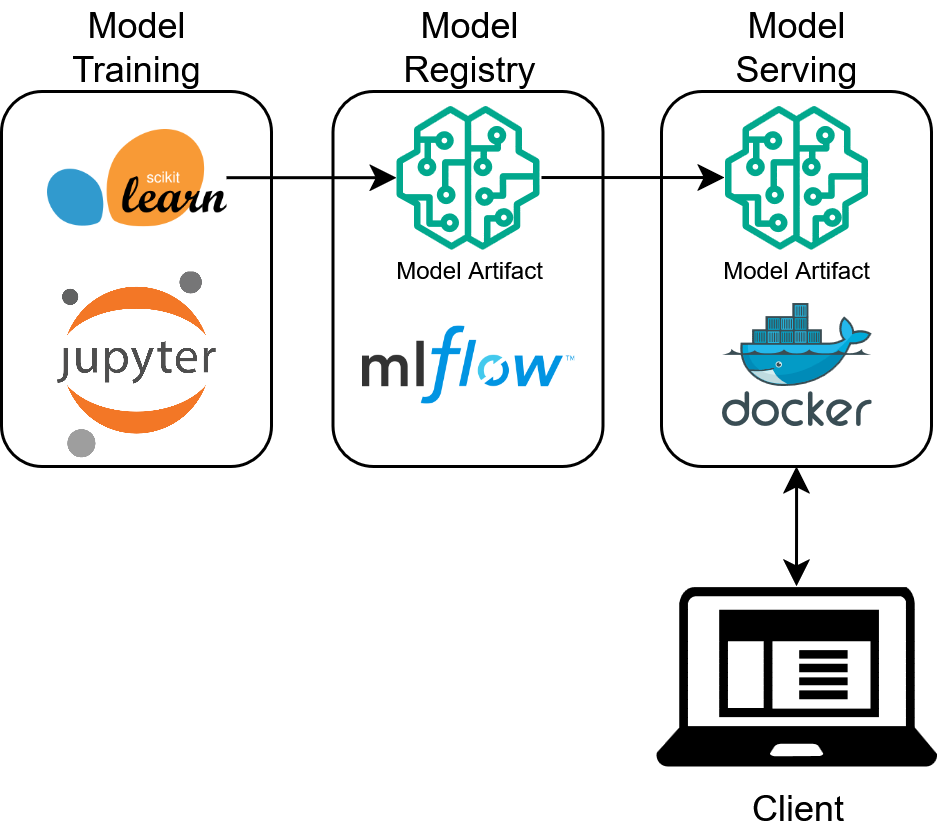 Model
Training
Model
Registry
Model
Serving
scikit
learn
Model Artifact
Model Artifact
jupyter
mlflow™
docker
Client